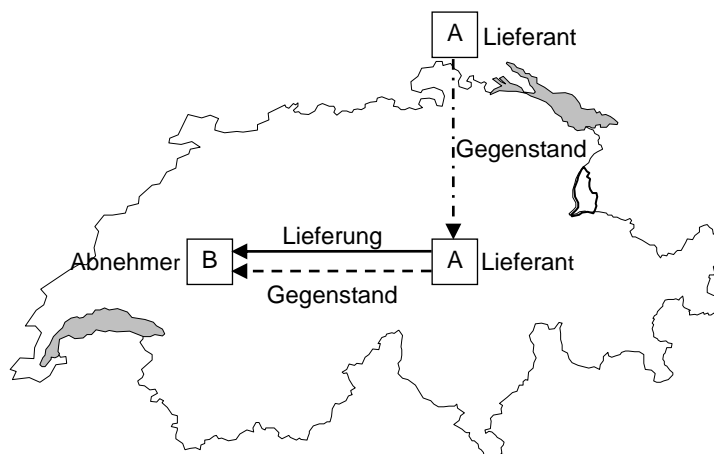 A Lieferant
Gegenstand
Lieferung
Abnehmer B A Lieferant
Gegenstand